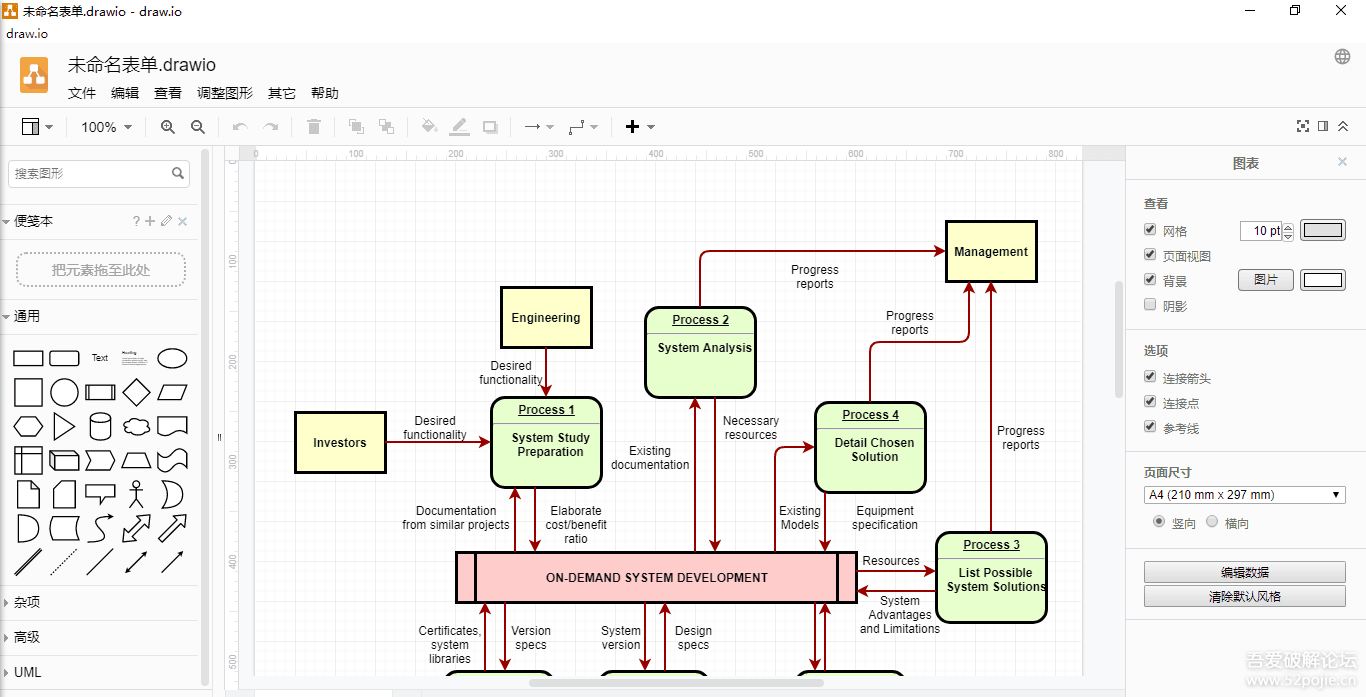 未命名表单.drawio - draw.io
draw.io
未命名表单.drawio
文件 编辑 查看 调整图形 其它 帮助
100%
搜索图形
便笺本
?
把元素拖至此处
通用
Text
Heading
杂项
高级
UML
0 100 200 300 400 500 600 700 800
0
100
200
300
400
500
Management
Progress
reports
Engineering
Process 2
System Analysis
Progress
reports
Desired
functionality
Process 1
System Study
Preparation
Investors
Desired
functionality
Necessary
resources
Process 4
Detail Chosen
Solution
Progress
reports
Existing
documentation
Documentation
from similar projects
Elaborate
cost/benefit
ratio
Existing
Models
Equipment
specification
Process 3
List Possible
System Solutions
Resources
ON-DEMAND SYSTEM DEVELOPMENT
System
Advantages
and Limitations
Certificates,
system
libraries
Version
specs
System
version
Design
specs
图表
查看
网格
10 pt
页面视图
背景
图片
阴影
选项
连接箭头
连接点
参考线
页面尺寸
A4 (210 mm x 297 mm)
竖向 横向
编辑数据
清除默认风格
吾爱破解论坛
www.52pojie.cn